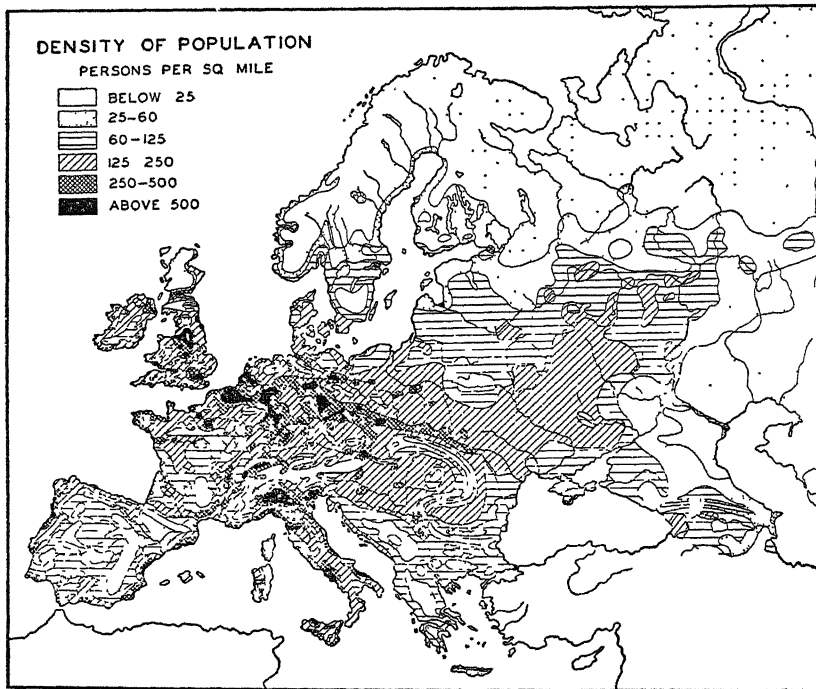 DENSITY OF POPULATION
PERSONS PER SQ MILE
BELOW 25
25-60
60-125
125 250
250-500
ABOVE 500